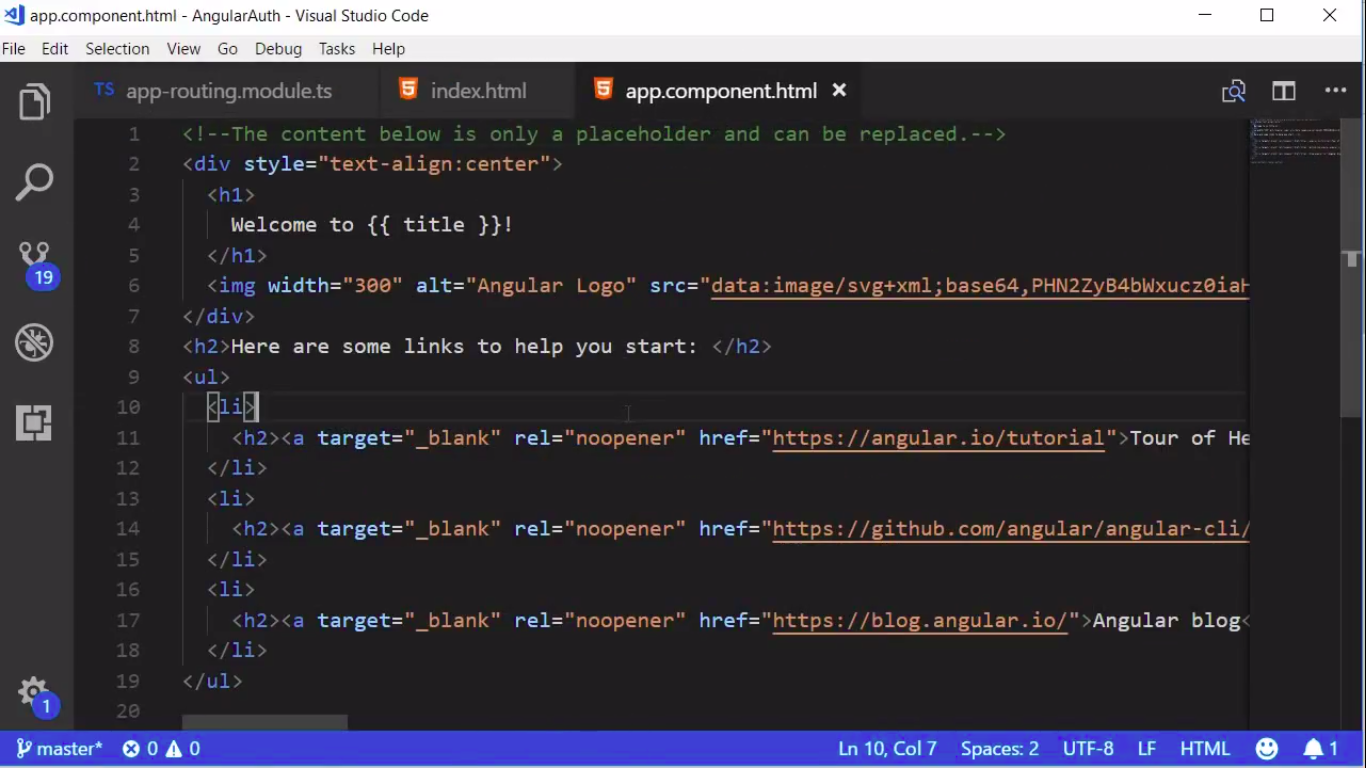 app.component.html - AngularAuth - Visual Studio Code
File Edit Selection View Go Debug Tasks Help
TS app-routing.module.ts index.html app.component.html
1 <!--The content below is only a placeholder and can be replaced.-->
2 <div style="text-align:center">
3 <h1>
4 Welcome to {{ title }}!
5 </h1>
6 <img width="300" alt="Angular Logo" src="data:image/svg+xml;base64,PHN2ZyB4bWxucz0iaH
7 </div>
8 <h2>Here are some links to help you start: </h2>
9 <ul>
10 <li>
11 <h2><a target="_blank" rel="noopener" href="https://angular.io/tutorial">Tour of He
12 </li>
13 <li>
14 <h2><a target="_blank" rel="noopener" href="https://github.com/angular/angular-cli/
15 </li>
16 <li>
17 <h2><a target="_blank" rel="noopener" href="https://blog.angular.io/">Angular blog<
18 </li>
19 </ul>
20
19
1
master* 0 0 Ln 10, Col 7 Spaces: 2 UTF-8 LF HTML 1